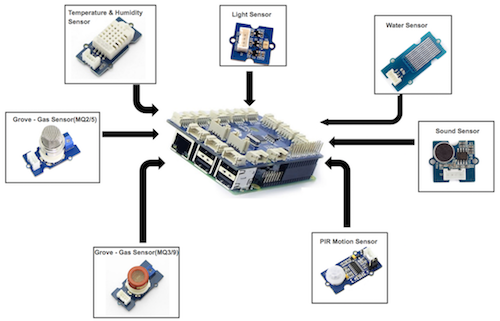 Temperature & Humidity
Sensor
Light Sensor
Water Sensor
Grove - Gas Sensor(MQ2/5)
Sound Sensor
Grove - Gas Sensor(MQ3/9)
PIR Motion Sensor